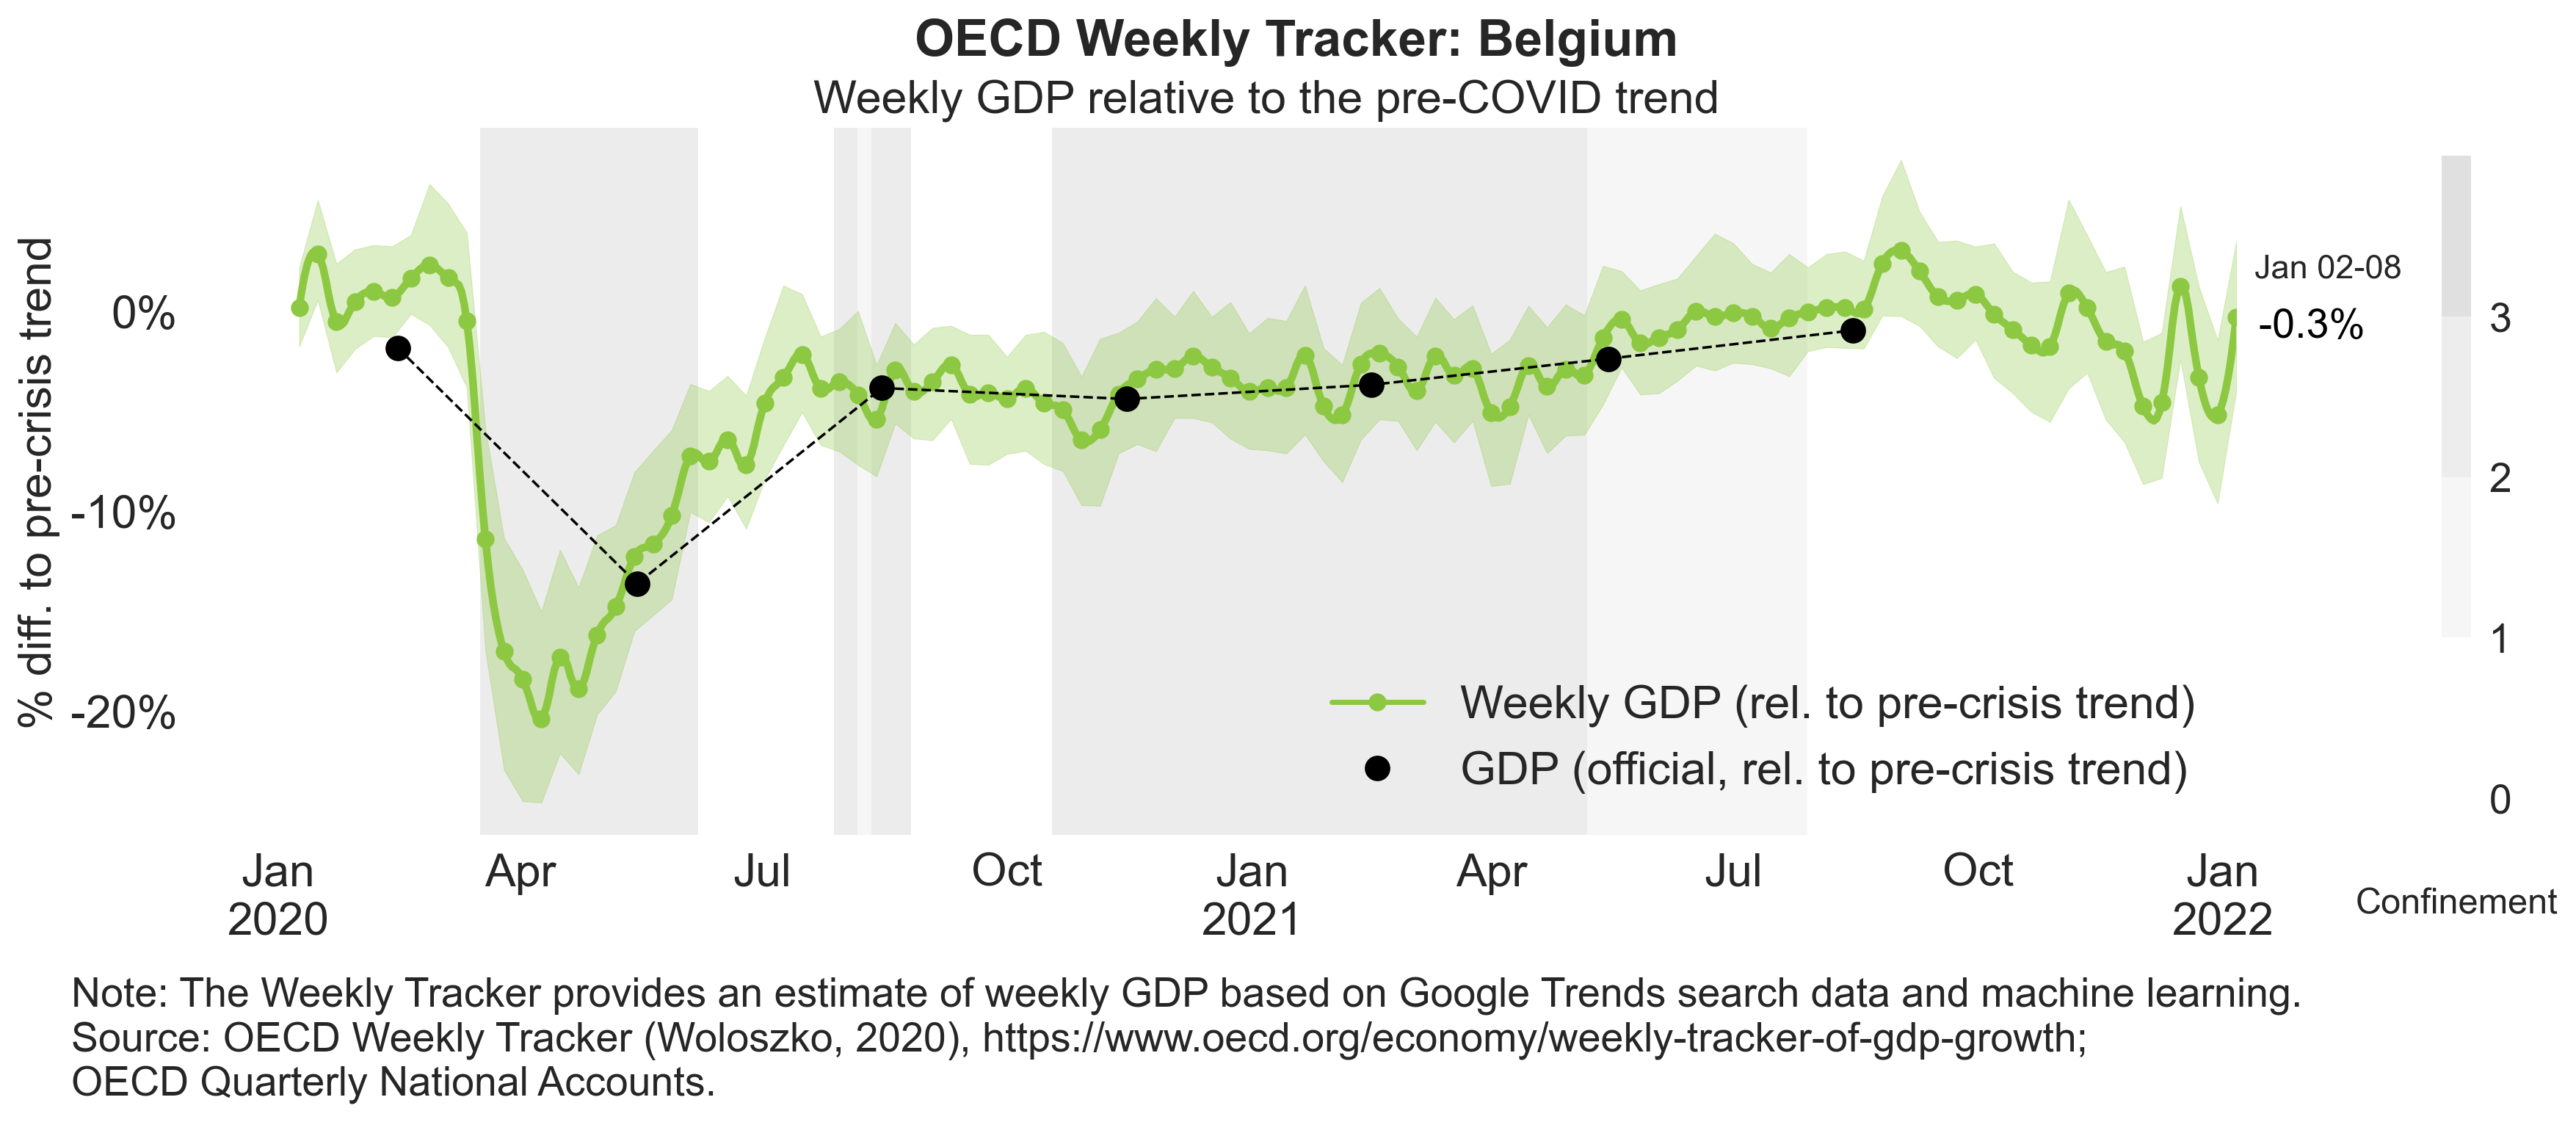 OECD Weekly Tracker: Belgium
Weekly GDP relative to the pre-COVID trend
% diff. to pre-crisis trend
0%
-10%
-20%
Jan 02-08
-0.3%
3
2
1
0
Confinement
Weekly GDP (rel. to pre-crisis trend)
GDP (official, rel. to pre-crisis trend)
Jan Apr Jul Oct Jan Apr Jul Oct Jan
2020 2021 2022
Note: The Weekly Tracker provides an estimate of weekly GDP based on Google Trends search data and machine learning.
Source: OECD Weekly Tracker (Woloszko, 2020), https://www.oecd.org/economy/weekly-tracker-of-gdp-growth;
OECD Quarterly National Accounts.